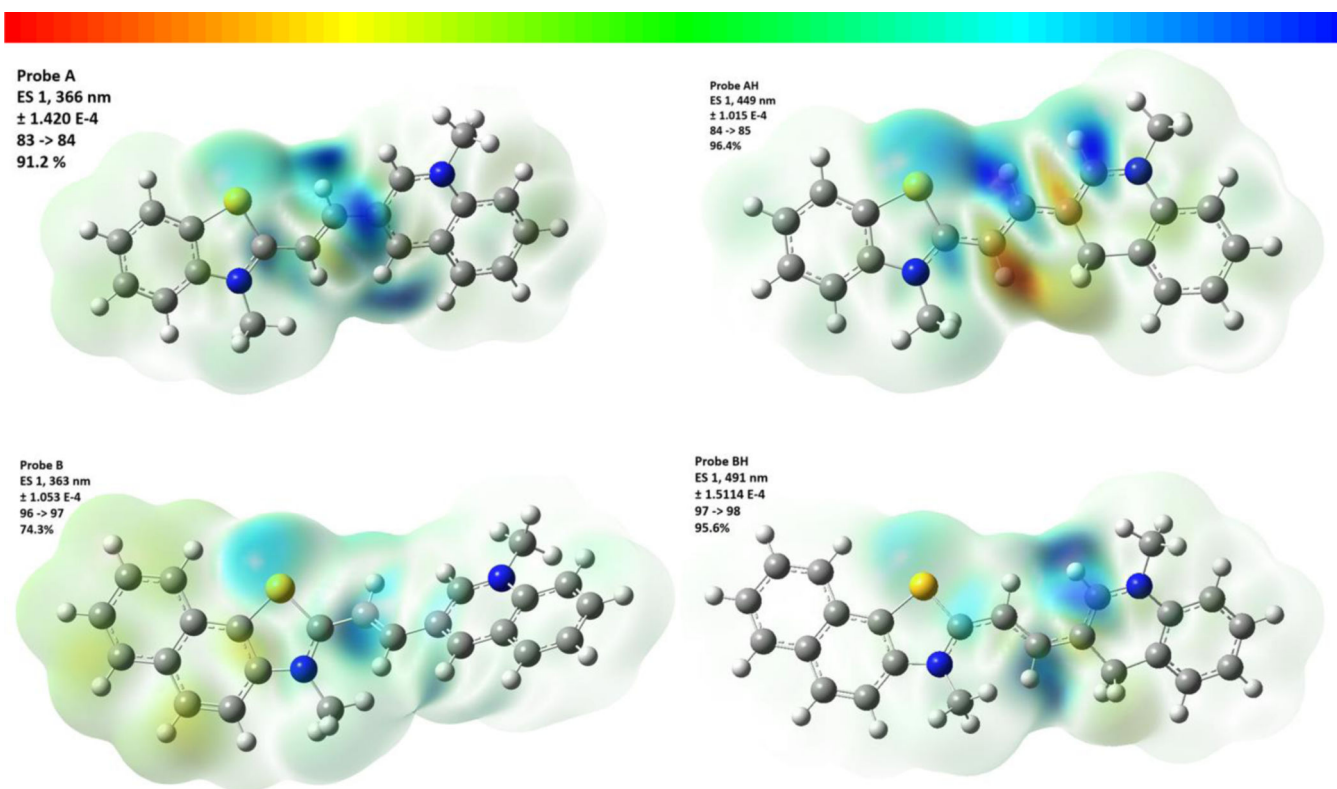 Probe A
ES 1, 366 nm
± 1.420 E-4
83 -> 84
91.2 %
Probe AH
ES 1, 449 nm
± 1.015 E-4
84 -> 85
96.4%
Probe B
ES 1, 363 nm
± 1.053 E-4
96 -> 97
74.3%
Probe BH
ES 1, 491 nm
± 1.5114 E-4
97 -> 98
95.6%